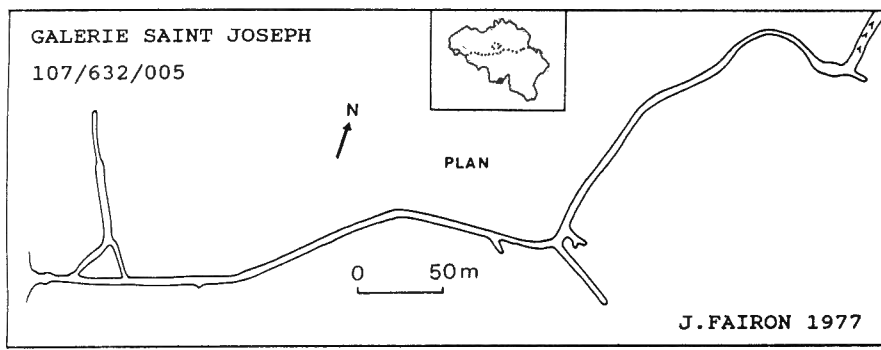 GALERIE SAINT JOSEPH
107/632/005
N
PLAN
0 50m
J.FAIRON 1977